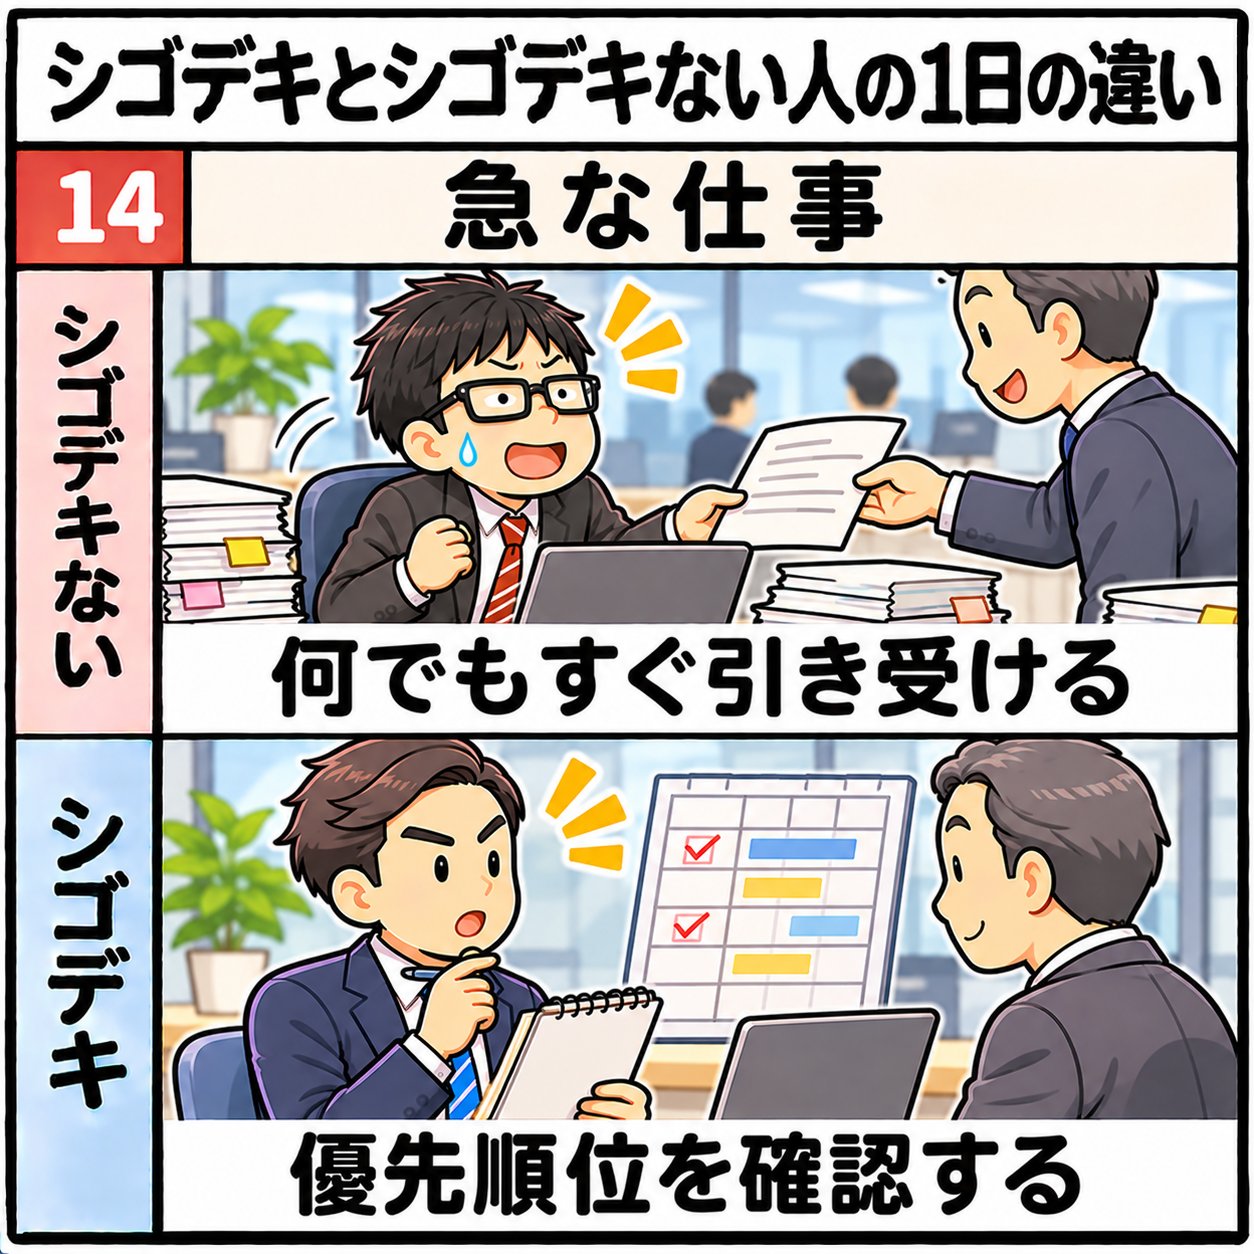 シゴデキとシゴデキない人の1日の違い
14
急な仕事
シゴデキない
何でもすぐ引き受ける
シゴデキ
優先順位を確認する